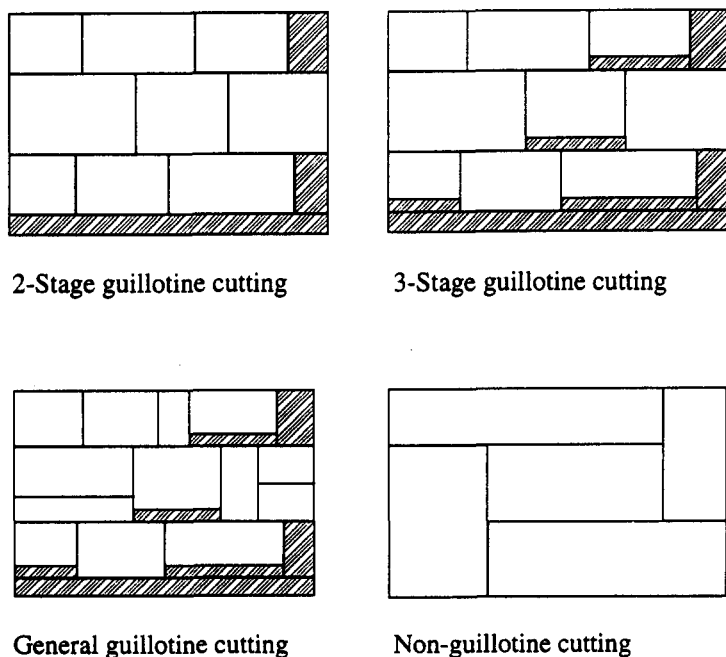 2-Stage guillotine cutting
3-Stage guillotine cutting
General guillotine cutting
Non-guillotine cutting